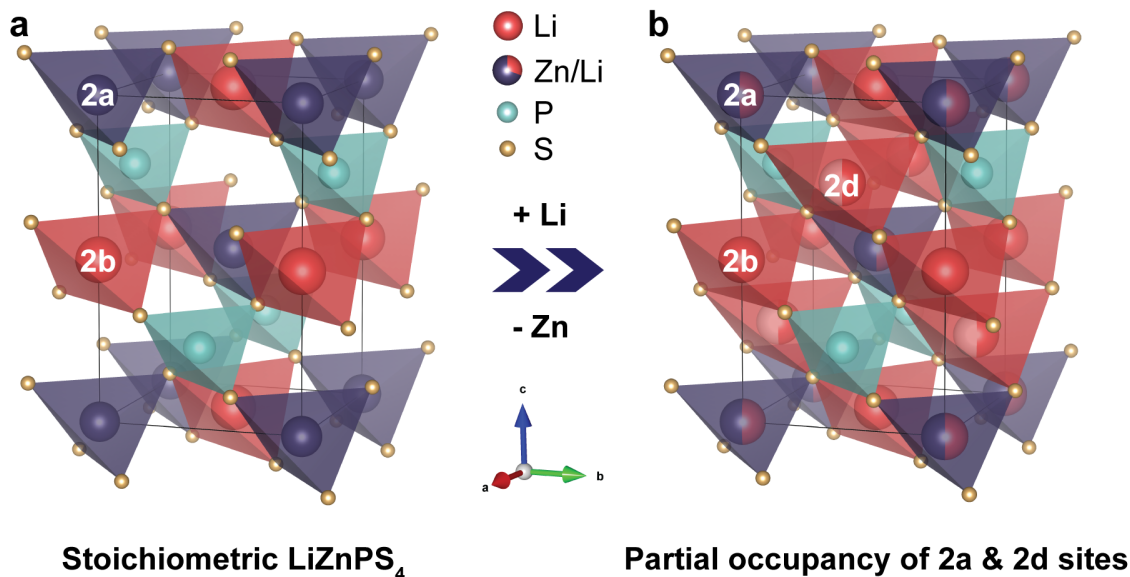 a
b
Li
Zn/Li
P
S
2a
2a
2d
+ Li
2b
2b
- Zn
c
a
b
Stoichiometric LiZnPS₄
Partial occupancy of 2a & 2d sites